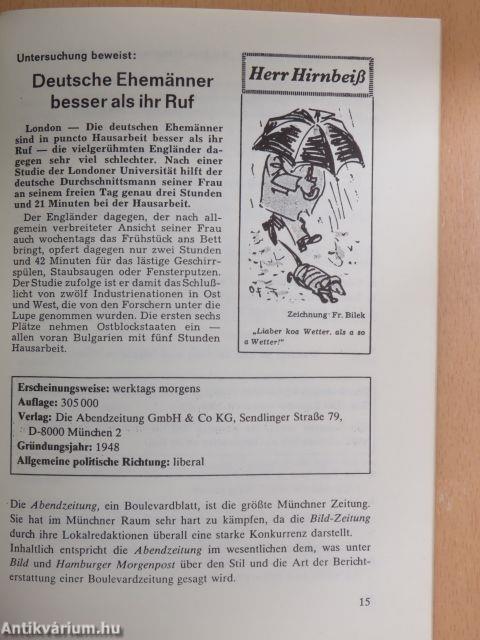 Untersuchung beweist:
Deutsche Ehemänner
besser als ihr Ruf
London — Die deutschen Ehemänner
sind in puncto Hausarbeit besser als ihr
Ruf — die vielgerühmten Engländer da-
gegen sehr viel schlechter. Nach einer
Studie der Londoner Universität hilft der
deutsche Durchschnittsmann seiner Frau
an seinem freien Tag genau drei Stunden
und 21 Minuten bei der Hausarbeit.
Der Engländer dagegen, der nach all-
gemein verbreiteter Ansicht seiner Frau
auch wochentags das Frühstück ans Bett
bringt, opfert dagegen nur zwei Stunden
und 42 Minuten für das lästige Geschirr-
spülen, Staubsaugen oder Fensterputzen.
Der Studie zufolge ist er damit das Schluß-
licht von zwölf Industrienationen in Ost
und West, die von den Forschern unter die
Lupe genommen wurden. Die ersten sechs
Plätze nehmen Ostblockstaaten ein —
allen voran Bulgarien mit fünf Stunden
Hausarbeit.
Herr Hirnbeiß
Zeichnung: Fr. Bilek
„Liaber koa Wetter, als a so
a Wetter!"
Erscheinungsweise: werktags morgens
Auflage: 305 000
Verlag: Die Abendzeitung GmbH & Co KG, Sendlinger Straße 79,
D-8000 München 2
Gründungsjahr: 1948
Allgemeine politische Richtung: liberal
Die Abendzeitung, ein Boulevardblatt, ist die größte Münchner Zeitung.
Sie hat im Münchner Raum sehr hart zu kämpfen, da die Bild-Zeitung
durch ihre Lokalredaktionen überall eine starke Konkurrenz darstellt.
Inhaltlich entspricht die Abendzeitung im wesentlichen dem, was unter
Bild und Hamburger Morgenpost über den Stil und die Art der Bericht-
erstattung einer Boulevardzeitung gesagt wird.
15
Antikvárium.hu